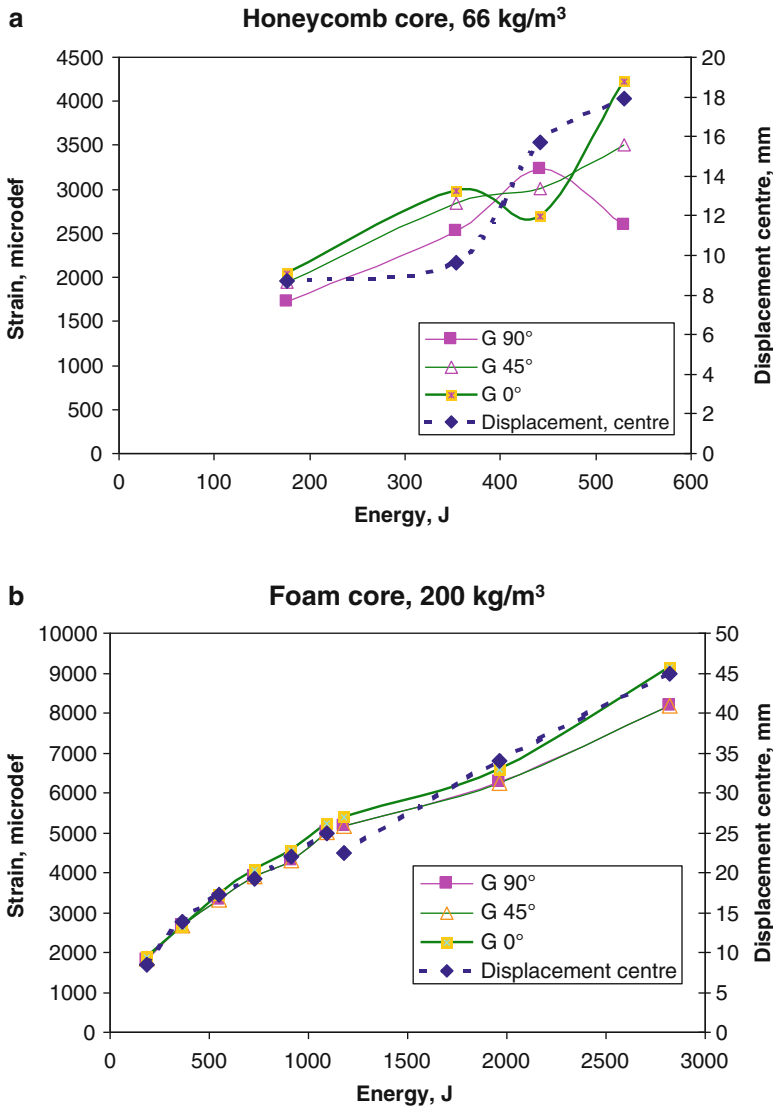 a
Honeycomb core, 66 kg/m³
4500
4000
3500
3000
2500
2000
1500
1000
500
0
Strain, microdef
20
18
16
14
12
10
8
6
4
2
0
Displacement centre, mm
G 90°
G 45°
G 0°
Displacement, centre
0 100 200 300 400 500 600
Energy, J
b
Foam core, 200 kg/m³
10000
9000
8000
7000
6000
5000
4000
3000
2000
1000
0
Strain, microdef
50
45
40
35
30
25
20
15
10
5
0
Displacement centre, mm
G 90°
G 45°
G 0°
Displacement centre
0 500 1000 1500 2000 2500 3000
Energy, J